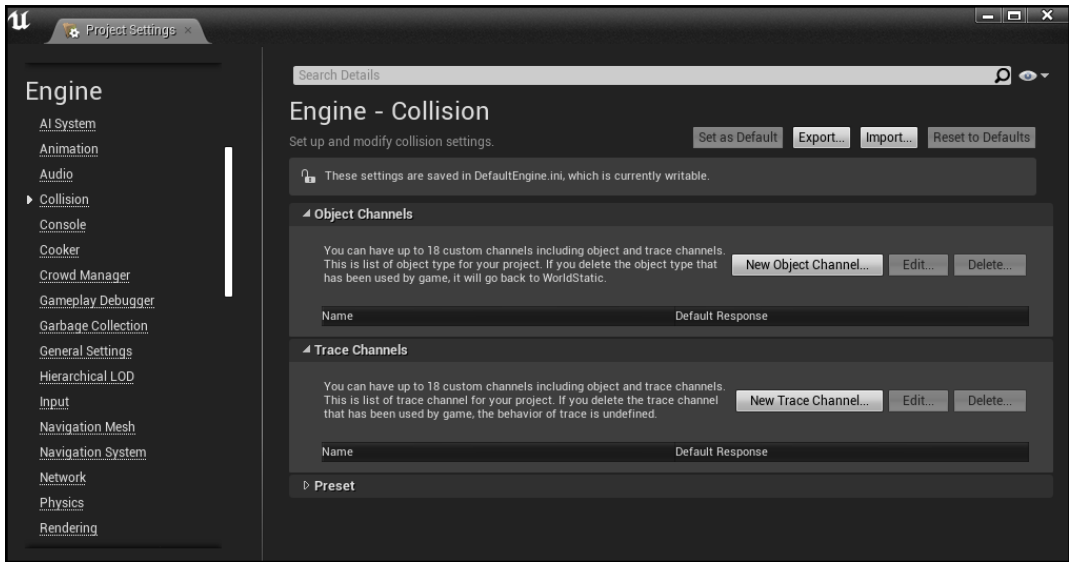 Project Settings
Engine
AI System
Animation
Audio
Collision
Console
Cooker
Crowd Manager
Gameplay Debugger
Garbage Collection
General Settings
Hierarchical LOD
Input
Navigation Mesh
Navigation System
Network
Physics
Rendering
Search Details
Engine - Collision
Set up and modify collision settings.
Set as Default Export... Import... Reset to Defaults
These settings are saved in DefaultEngine.ini, which is currently writable.
Object Channels
You can have up to 18 custom channels including object and trace channels.
This is list of object type for your project. If you delete the object type that
has been used by game, it will go back to WorldStatic.
New Object Channel... Edit... Delete...
Name Default Response
Trace Channels
You can have up to 18 custom channels including object and trace channels.
This is list of trace channel for your project. If you delete the trace channel
that has been used by game, the behavior of trace is undefined.
New Trace Channel... Edit... Delete...
Name Default Response
Preset